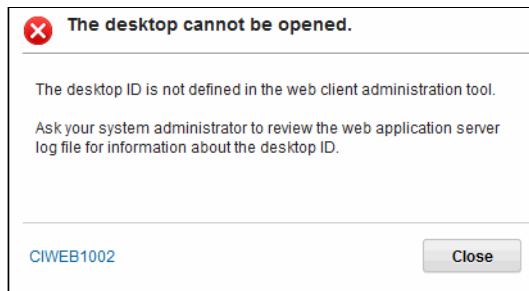 The desktop cannot be opened.
The desktop ID is not defined in the web client administration tool.
Ask your system administrator to review the web application server
log file for information about the desktop ID.
CIWEB1002
Close